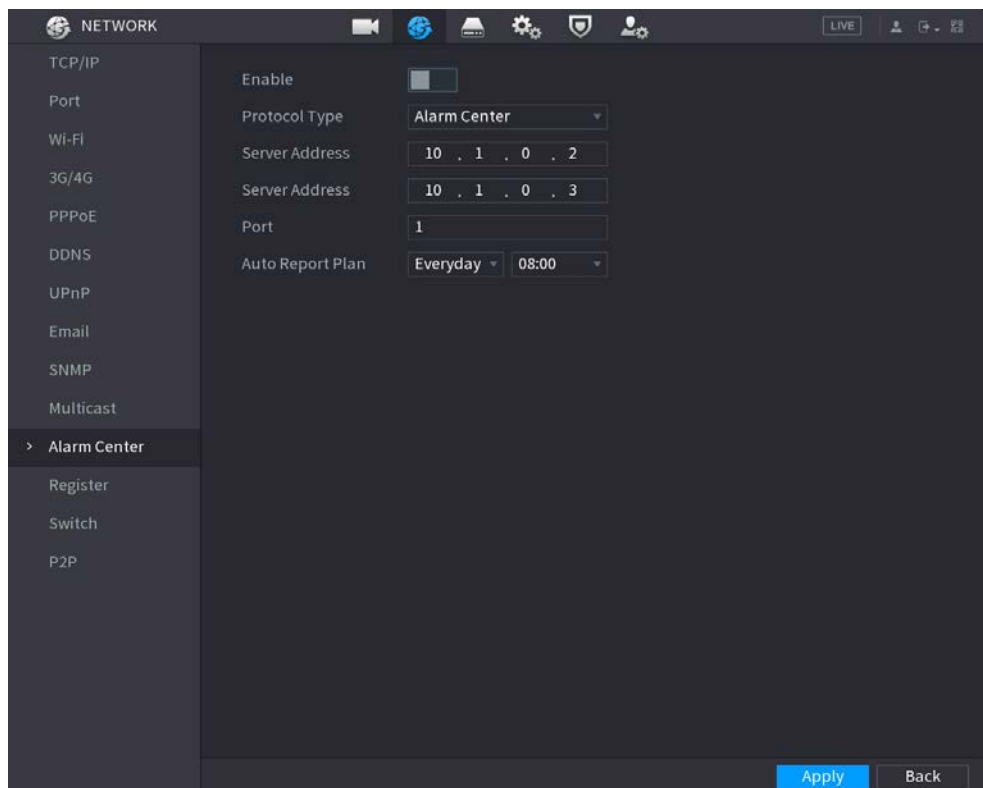 NETWORK LIVE
TCP/IP
Port
Wi-Fi
3G/4G
PPPoE
DDNS
UPnP
Email
SNMP
Multicast
> Alarm Center
Register
Switch
P2P
Enable
Protocol Type Alarm Center
Server Address 10 . 1 . 0 . 2
Server Address 10 . 1 . 0 . 3
Port 1
Auto Report Plan Everyday 08:00
Apply Back